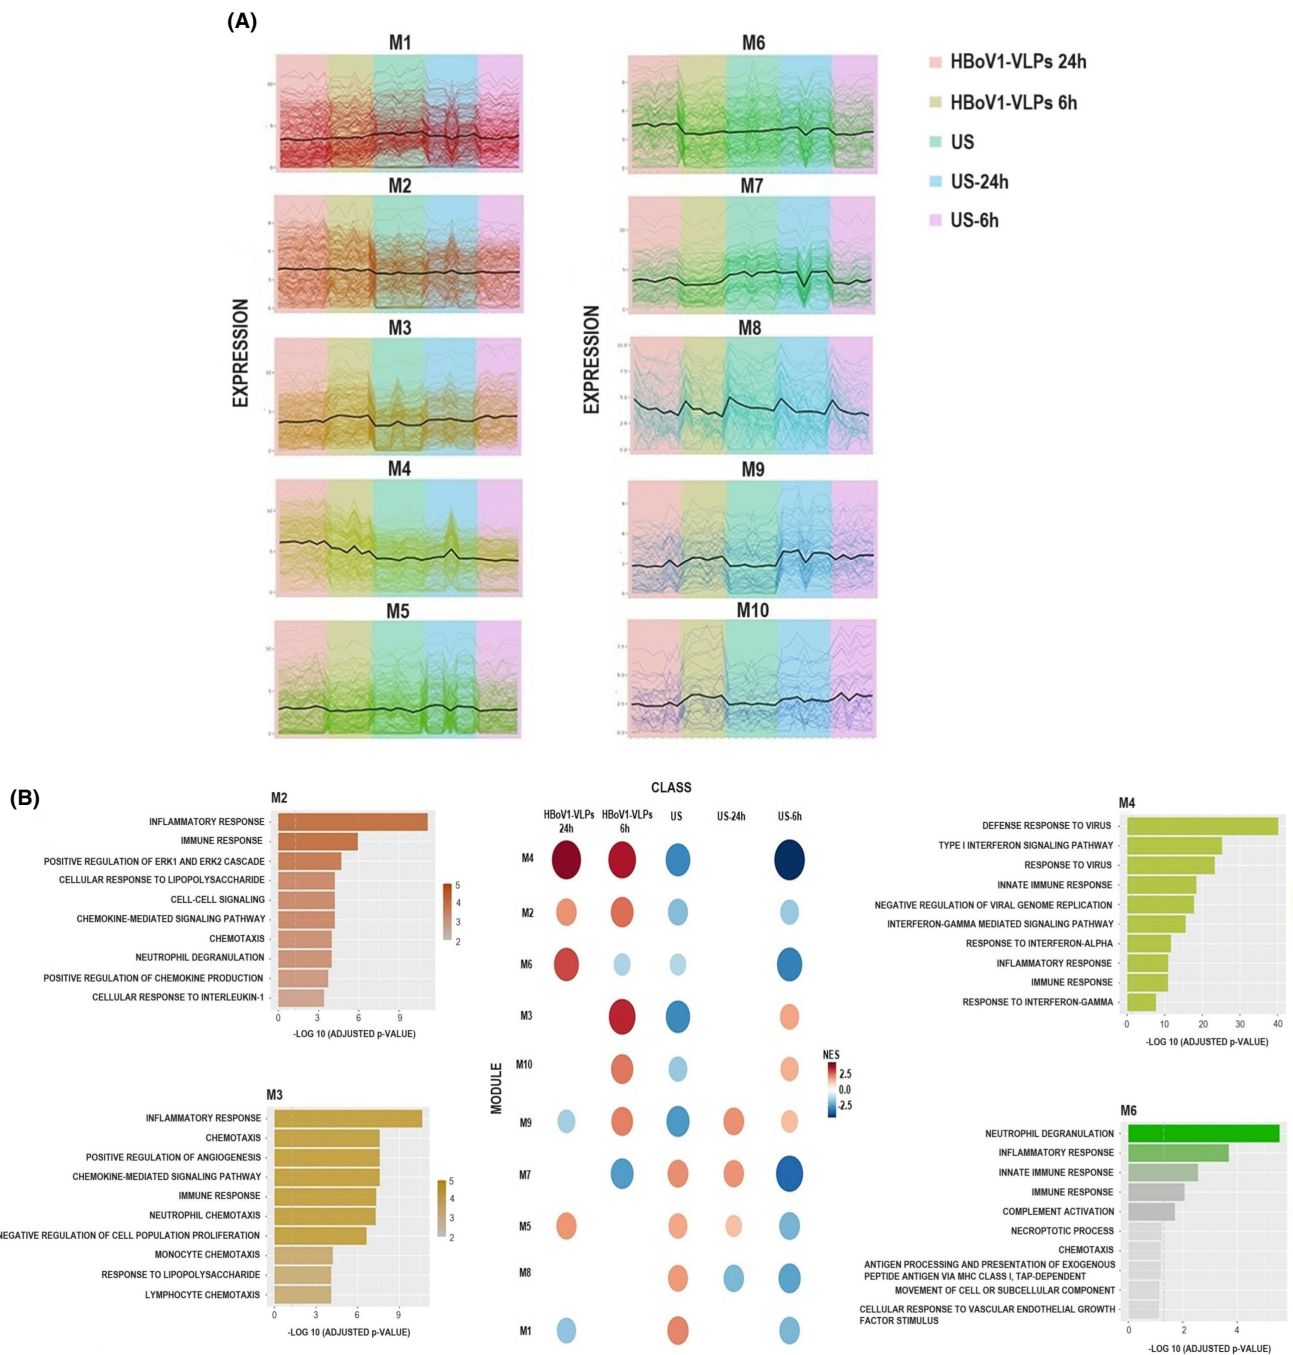 (A)
M1
M6
HBoV1-VLPs 24h
HBoV1-VLPs 6h
US
US-24h
US-6h
M2
M7
EXPRESSION
EXPRESSION
M3
M8
M4
M9
M5
M10
(B)
CLASS
M2
INFLAMMATORY RESPONSE
IMMUNE RESPONSE
POSITIVE REGULATION OF ERK1 AND ERK2 CASCADE
CELLULAR RESPONSE TO LIPOPOLYSACCHARIDE
CELL-CELL SIGNALING
CHEMOKINE-MEDIATED SIGNALING PATHWAY
CHEMOTAXIS
NEUTROPHIL DEGRANULATION
POSITIVE REGULATION OF CHEMOKINE PRODUCTION
CELLULAR RESPONSE TO INTERLEUKIN-1
0 3 6 9
-LOG 10 (ADJUSTED p-VALUE)
5
4
3
2
M3
INFLAMMATORY RESPONSE
CHEMOTAXIS
POSITIVE REGULATION OF ANGIOGENESIS
CHEMOKINE-MEDIATED SIGNALING PATHWAY
IMMUNE RESPONSE
NEUTROPHIL CHEMOTAXIS
NEGATIVE REGULATION OF CELL POPULATION PROLIFERATION
MONOCYTE CHEMOTAXIS
RESPONSE TO LIPOPOLYSACCHARIDE
LYMPHOCYTE CHEMOTAXIS
0 3 6 9
-LOG 10 (ADJUSTED p-VALUE)
5
4
3
2
HBoV1-VLPs 24h
HBoV1-VLPs 6h
US
US-24h
US-6h
MODULE
M4
M2
M6
M3
M10
M9
M7
M5
M8
M1
NES
2.5
0.0
-2.5
M4
DEFENSE RESPONSE TO VIRUS
TYPE I INTERFERON SIGNALING PATHWAY
RESPONSE TO VIRUS
INNATE IMMUNE RESPONSE
NEGATIVE REGULATION OF VIRAL GENOME REPLICATION
INTERFERON-GAMMA MEDIATED SIGNALING PATHWAY
RESPONSE TO INTERFERON-ALPHA
INFLAMMATORY RESPONSE
IMMUNE RESPONSE
RESPONSE TO INTERFERON-GAMMA
0 10 20 30 40
-LOG 10 (ADJUSTED p-VALUE)
M6
NEUTROPHIL DEGRANULATION
INFLAMMATORY RESPONSE
INNATE IMMUNE RESPONSE
IMMUNE RESPONSE
COMPLEMENT ACTIVATION
NECROPTOTIC PROCESS
CHEMOTAXIS
ANTIGEN PROCESSING AND PRESENTATION OF EXOGENOUS
PEPTIDE ANTIGEN VIA MHC CLASS I, TAP-DEPENDENT
MOVEMENT OF CELL OR SUBCELLULAR COMPONENT
CELLULAR RESPONSE TO VASCULAR ENDOTHELIAL GROWTH
FACTOR STIMULUS
0 2 4
-LOG 10 (ADJUSTED p-VALUE)